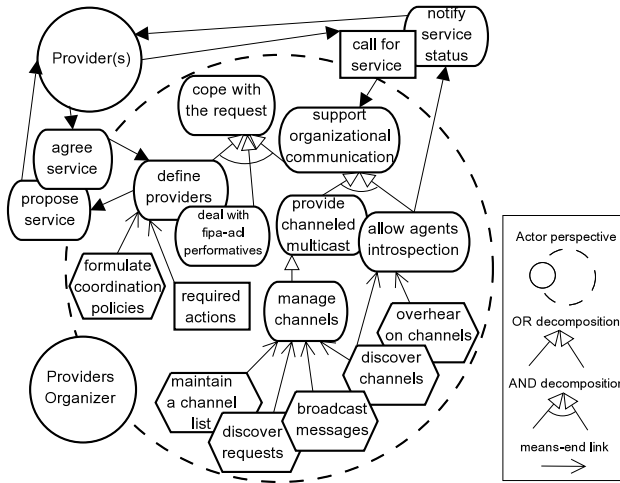 notify
service
status
Provider(s)
call for
service
cope with
the request
support
organizational
communication
agree
service
define
providers
propose
service
deal with
fipa-acl
performatives
provide
channeled
multicast
allow agents
introspection
formulate
coordination
policies
required
actions
manage
channels
overhear
on channels
discover
channels
maintain
a channel
list
broadcast
messages
discover
requests
Providers
Organizer
Actor perspective
OR decomposition
AND decomposition
means-end link